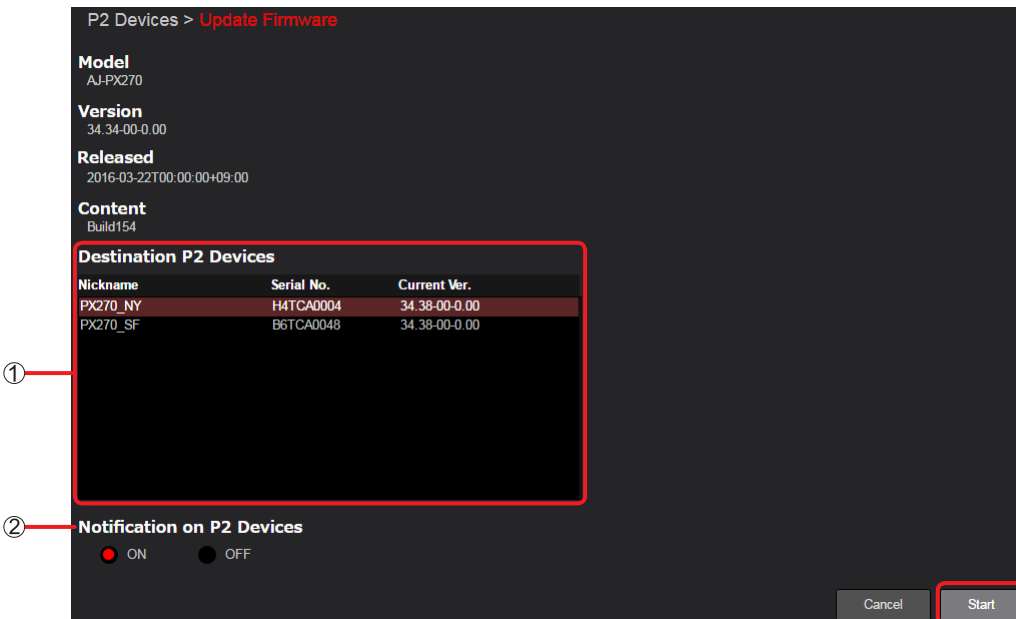 P2 Devices > Update Firmware
Model
AJ-PX270
Version
34.34-00-0.00
Released
2016-03-22T00:00:00+09:00
Content
Build154
Destination P2 Devices
Nickname Serial No. Current Ver.
PX270_NY H4TCA0004 34.38-00-0.00
PX270_SF B6TCA0048 34.38-00-0.00
①
②
Notification on P2 Devices
ON OFF
Cancel Start